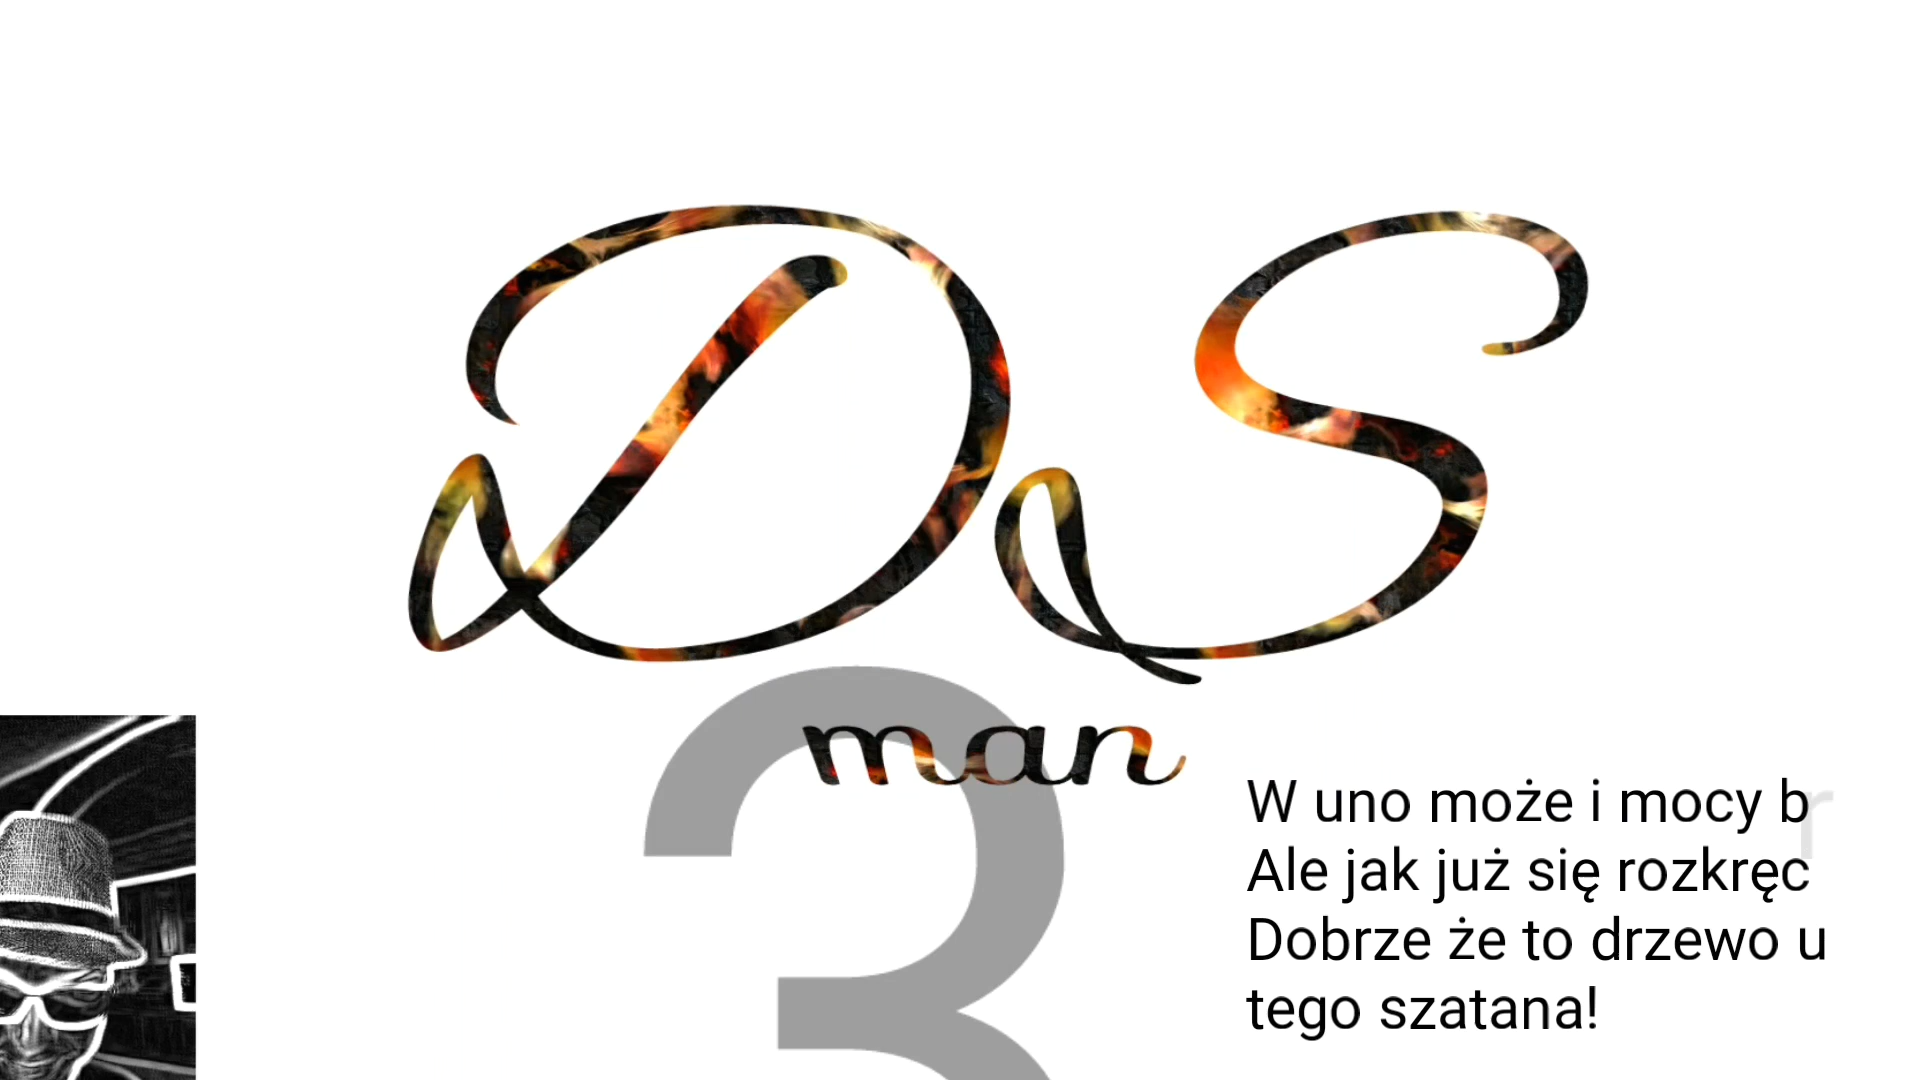 DS
man
3
W uno może i mocy b
Ale jak już się rozkręc
Dobrze że to drzewo u
tego szatana!